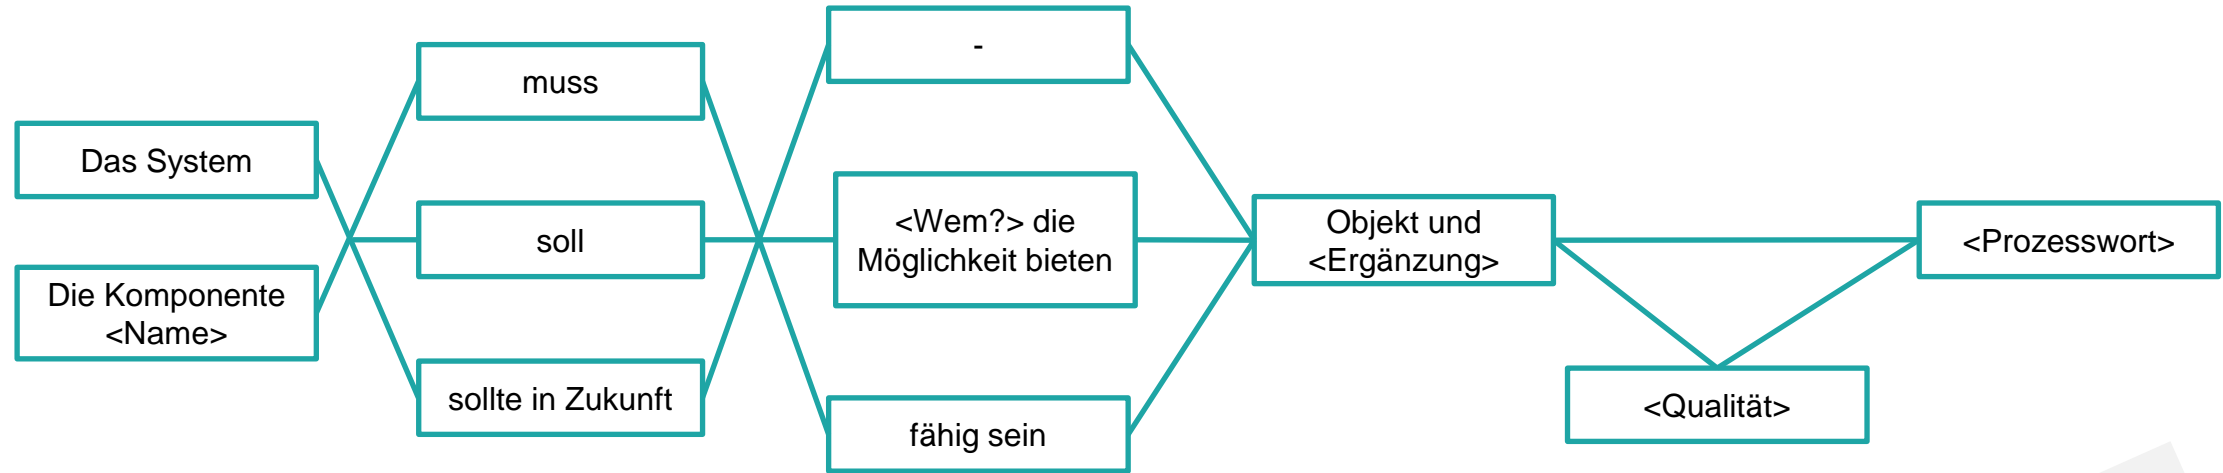 Das System
Die Komponente
<Name>
muss
soll
sollte in Zukunft
-
<Wem?> die
Möglichkeit bieten
fähig sein
Objekt und
<Ergänzung>
<Qualität>
<Prozesswort>